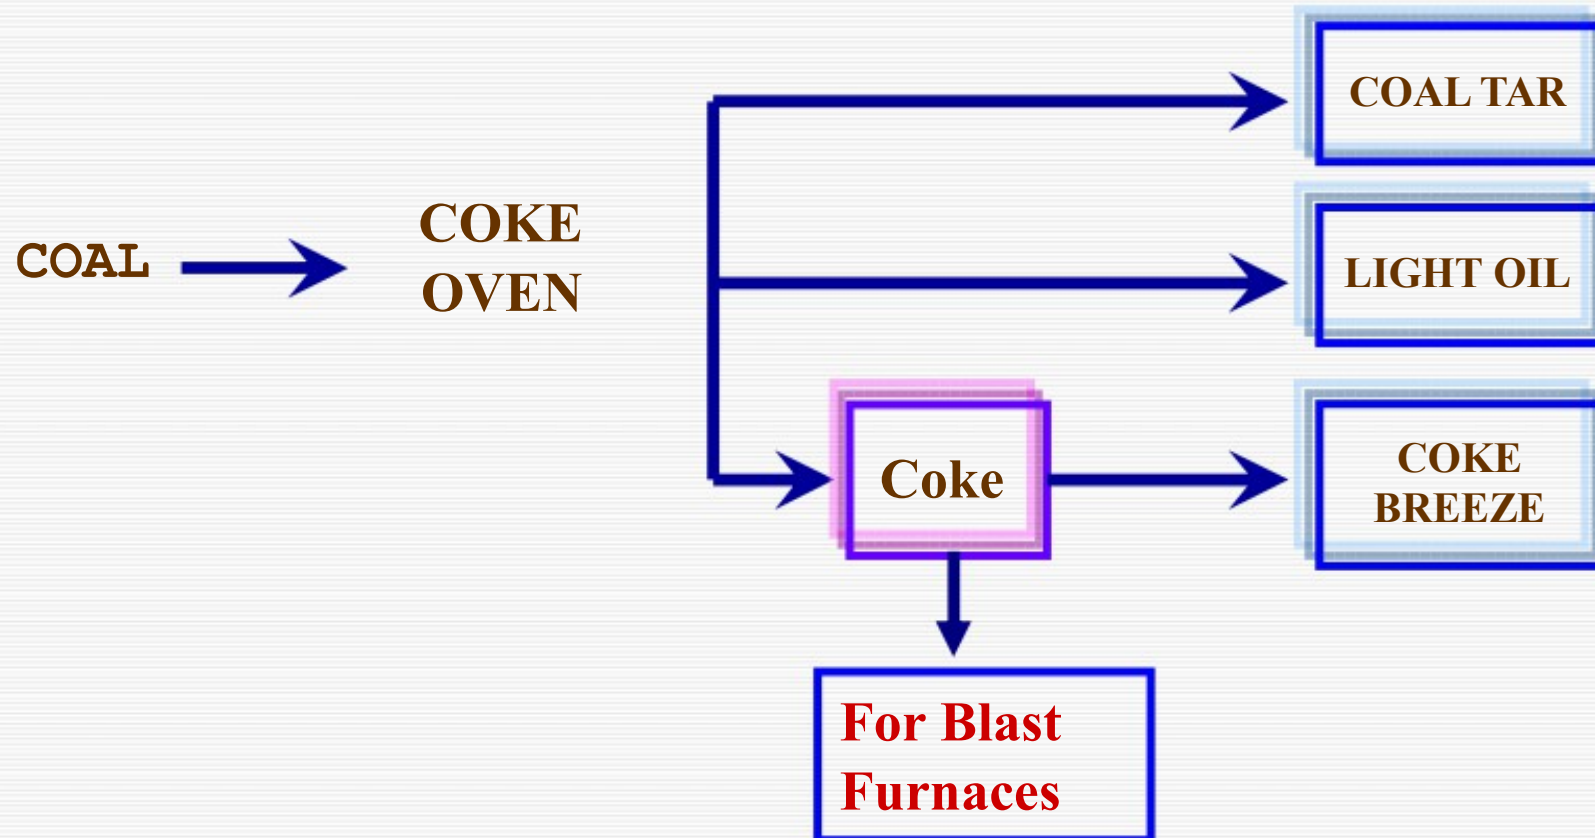 COAL TAR
COAL
COKE
OVEN
LIGHT OIL
Coke
COKE
BREEZE
For Blast
Furnaces